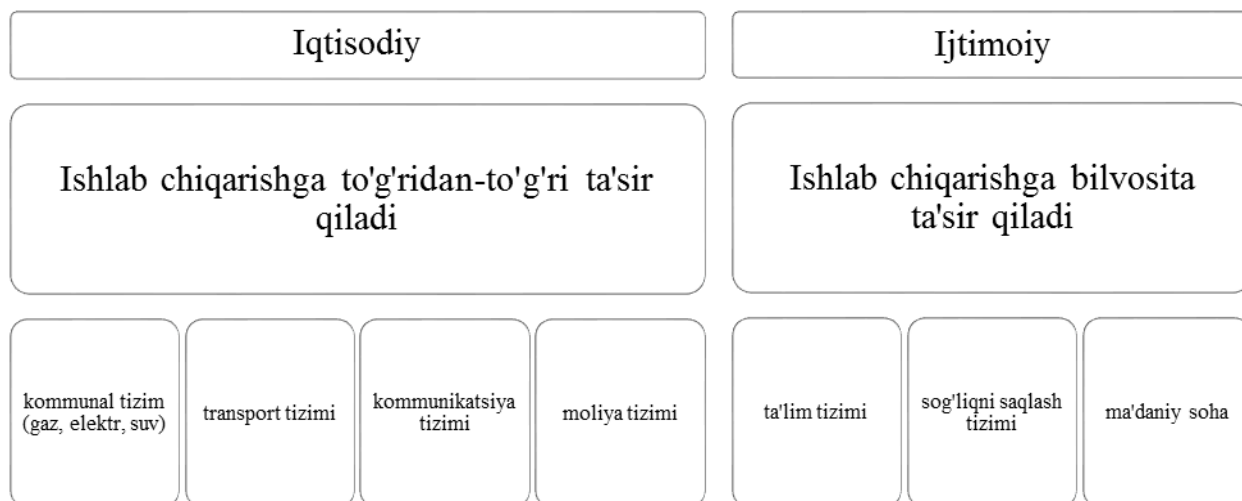 Iqtisodiy
Ijtimoiy
Ishlab chiqarishga to'g'ridan-to'g'ri ta'sir
qiladi
Ishlab chiqarishga bilvosita
ta'sir qiladi
kommunal tizim
(gaz, elektr, suv)
transport tizimi
kommunikatsiya
tizimi
moliya tizimi
ta'lim tizimi
sog'liqni saqlash
tizimi
ma'daniy soha